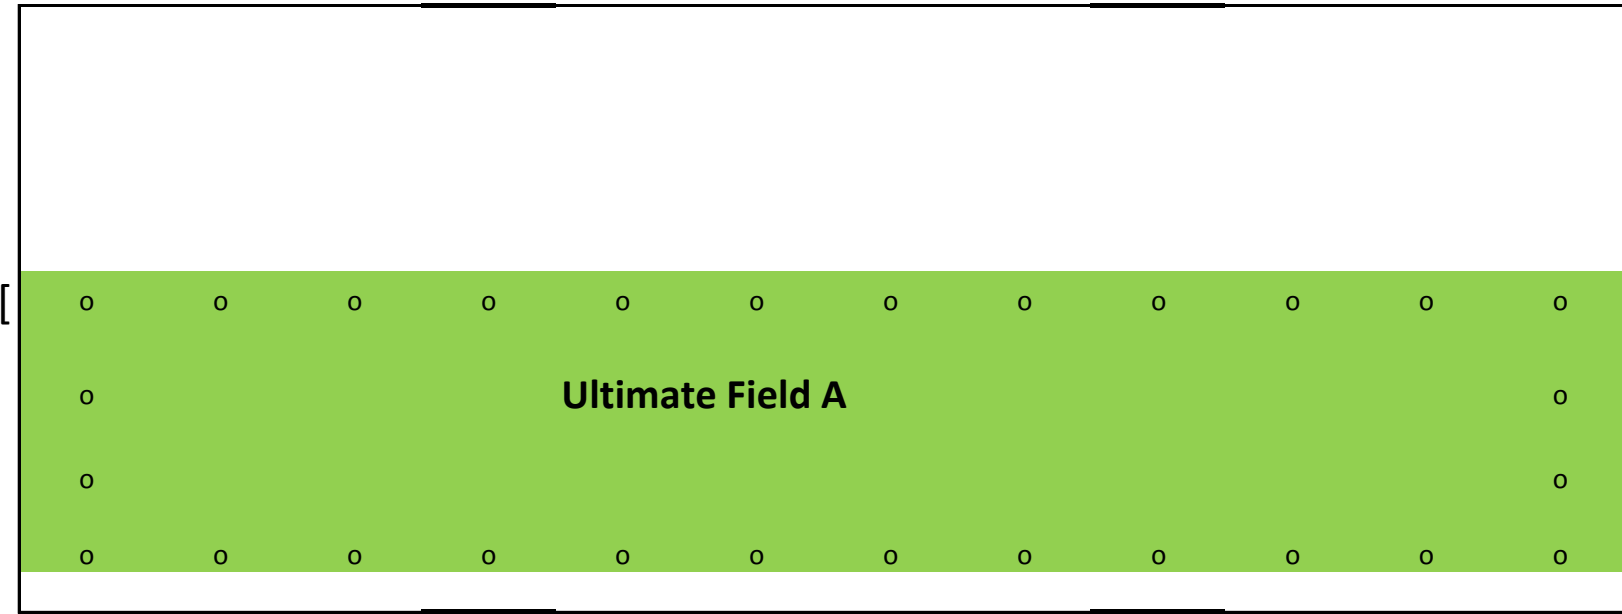 [ o o o o o o o o o o o o
o Ultimate Field A o
o o
o o o o o o o o o o o o